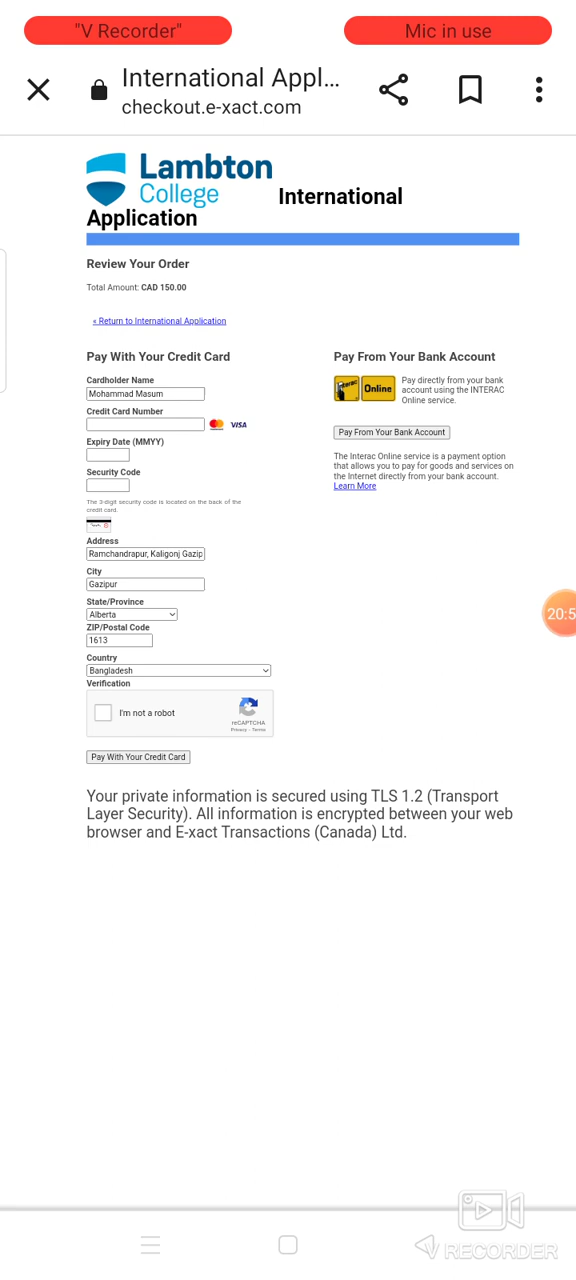 "V Recorder"
Mic in use
International Appl...
checkout.e-xact.com
Lambton
College
International
Application
Review Your Order
Total Amount: CAD 150.00
« Return to International Application
Pay With Your Credit Card
Cardholder Name
Mohammad Masum
Credit Card Number
VISA
Expiry Date (MMYY)
Security Code
The 3-digit security code is located on the back of the
credit card.
Address
Ramchandrapur, Kaligonj Gazip
City
Gazipur
State/Province
Alberta
ZIP/Postal Code
1613
Country
Bangladesh
Verification
I'm not a robot
reCAPTCHA
Privacy - Terms
Pay With Your Credit Card
Pay From Your Bank Account
Interac
Online
Pay directly from your bank
account using the INTERAC
Online service.
Pay From Your Bank Account
The Interac Online service is a payment option
that allows you to pay for goods and services on
the Internet directly from your bank account.
Learn More
20:5
Your private information is secured using TLS 1.2 (Transport
Layer Security). All information is encrypted between your web
browser and E-xact Transactions (Canada) Ltd.
V RECORDER